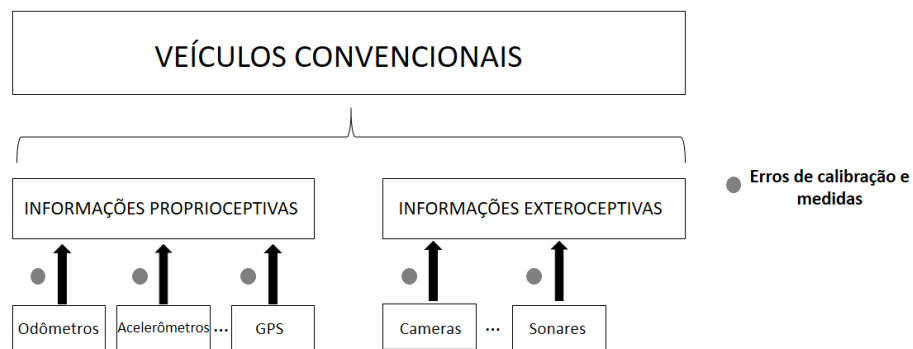 VEÍCULOS CONVENCIONAIS
INFORMAÇÕES PROPRIOCEPTIVAS
INFORMAÇÕES EXTEROCEPTIVAS
Erros de calibração e
medidas
Odômetros
Acelerômetros
...
GPS
Cameras
...
Sonares